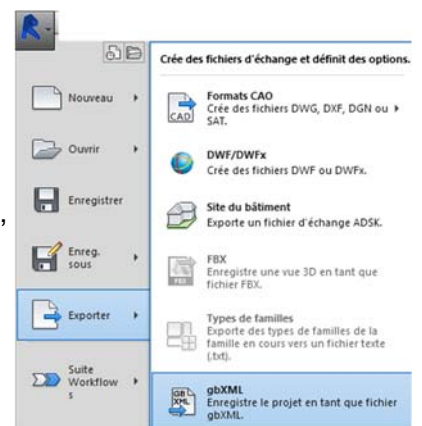 Crée des fichiers d'échange et définit des options.
Nouveau
Ouvrir
Enregistrer
,
Enreg.
sous
Exporter
Suite
Workflow
s
Formats CAO
Crée des fichiers DWG, DXF, DGN ou
SAT.
CAD
DWF/DWFx
Crée des fichiers DWF ou DWFx.
Site du bâtiment
Exporte un fichier d'échange ADSK.
FBX
Enregistre une vue 3D en tant que
fichier FBX.
FBX
Types de familles
Exporte des types de familles de la
famille en cours vers un fichier texte
(.txt).
gbXML
Enregistre le projet en tant que fichier
gbXML.
GB
XML